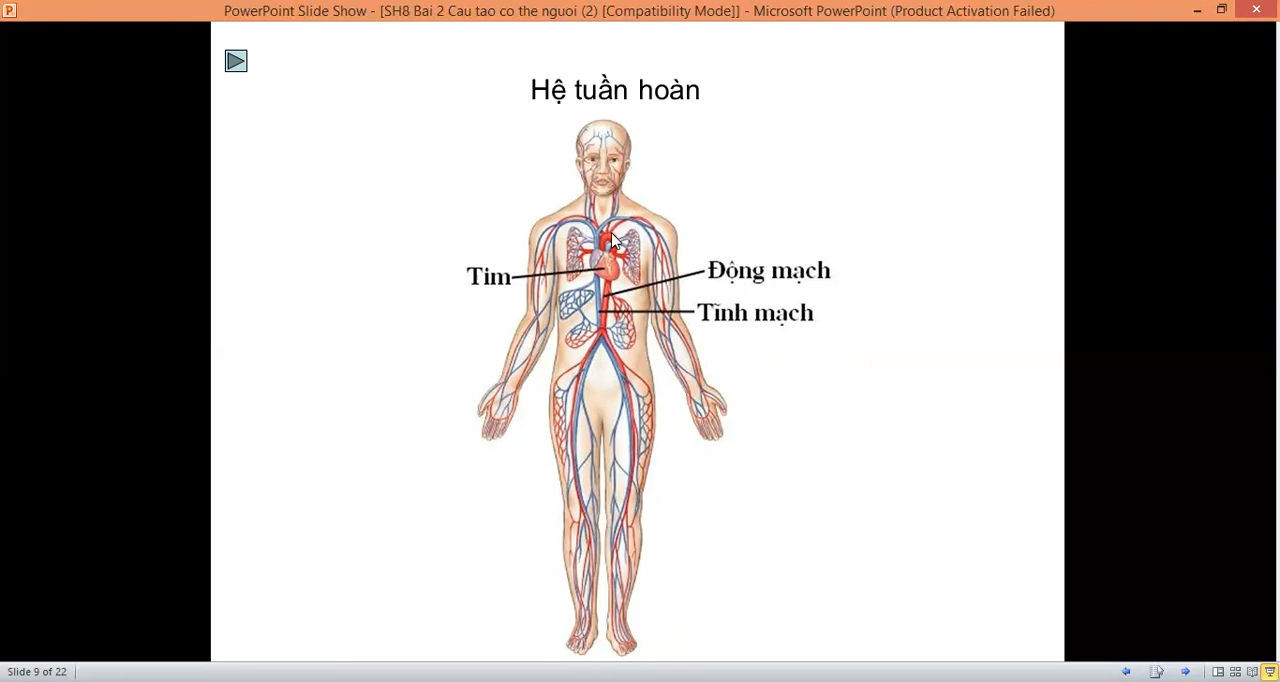 PowerPoint Slide Show - [SH8 Bai 2 Cau tao co the nguoi (2) [Compatibility Mode]] - Microsoft PowerPoint (Product Activation Failed)
Hệ tuần hoàn
Tim
Động mạch
Tĩnh mạch
Slide 9 of 22